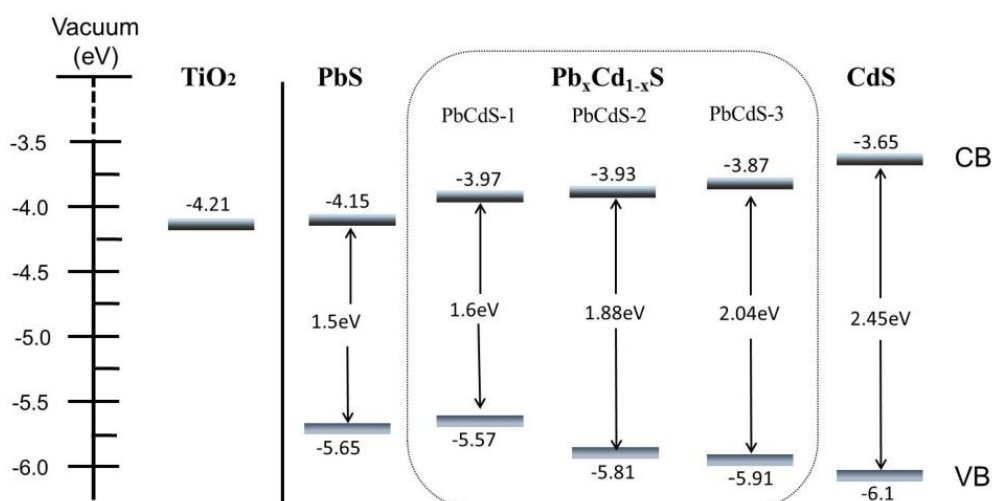 Vacuum
(eV)
TiO2
PbS
PbxCd1-xS
CdS
PbCdS-1
PbCdS-2
PbCdS-3
-3.5
-4.0
-4.5
-5.0
-5.5
-6.0
-4.21
-4.15
-3.97
-3.93
-3.87
-3.65
CB
1.5eV
1.6eV
1.88eV
2.04eV
2.45eV
-5.65
-5.57
-5.81
-5.91
-6.1
VB